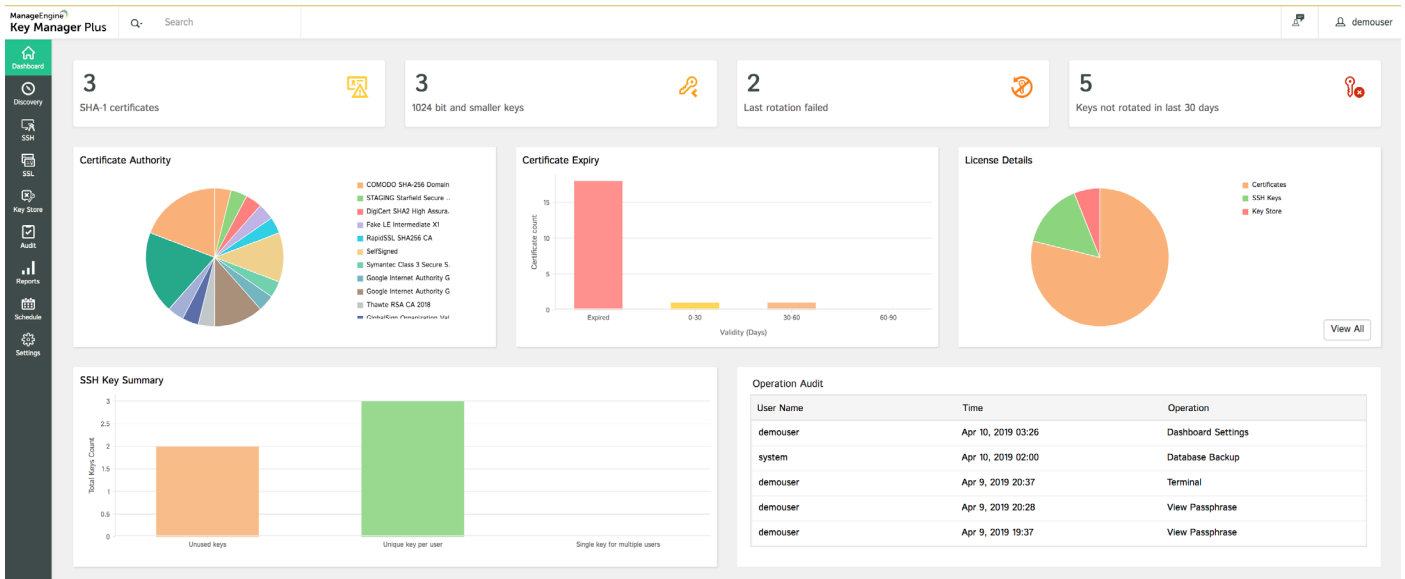 ManageEngine
Key Manager Plus
Search
demouser
Dashboard
Discovery
SSH
SSL
Key Store
Audit
Reports
Schedule
Settings
3
SHA-1 certificates
3
1024 bit and smaller keys
2
Last rotation failed
5
Keys not rotated in last 30 days
Certificate Authority
COMODO SHA-256 Domain
STAGING Starfield Secure ..
DigiCert SHA2 High Assura.
Fake LE Intermediate X1
RapidSSL SHA256 CA
SelfSigned
Symantec Class 3 Secure S.
Google Internet Authority G
Google Internet Authority G
Thawte RSA CA 2018
GlobalSign Organization Val
Certificate Expiry
Certificate count
15
10
5
0
Expired 0-30 30-60 60-90
Validity (Days)
License Details
Certificates
SSH Keys
Key Store
View All
SSH Key Summary
Total Keys Count
3
2.5
2
1.5
1
0.5
0
Unused keys Unique key per user Single key for multiple users
Operation Audit
User Name Time Operation
demouser Apr 10, 2019 03:26 Dashboard Settings
system Apr 10, 2019 02:00 Database Backup
demouser Apr 9, 2019 20:37 Terminal
demouser Apr 9, 2019 20:28 View Passphrase
demouser Apr 9, 2019 19:37 View Passphrase